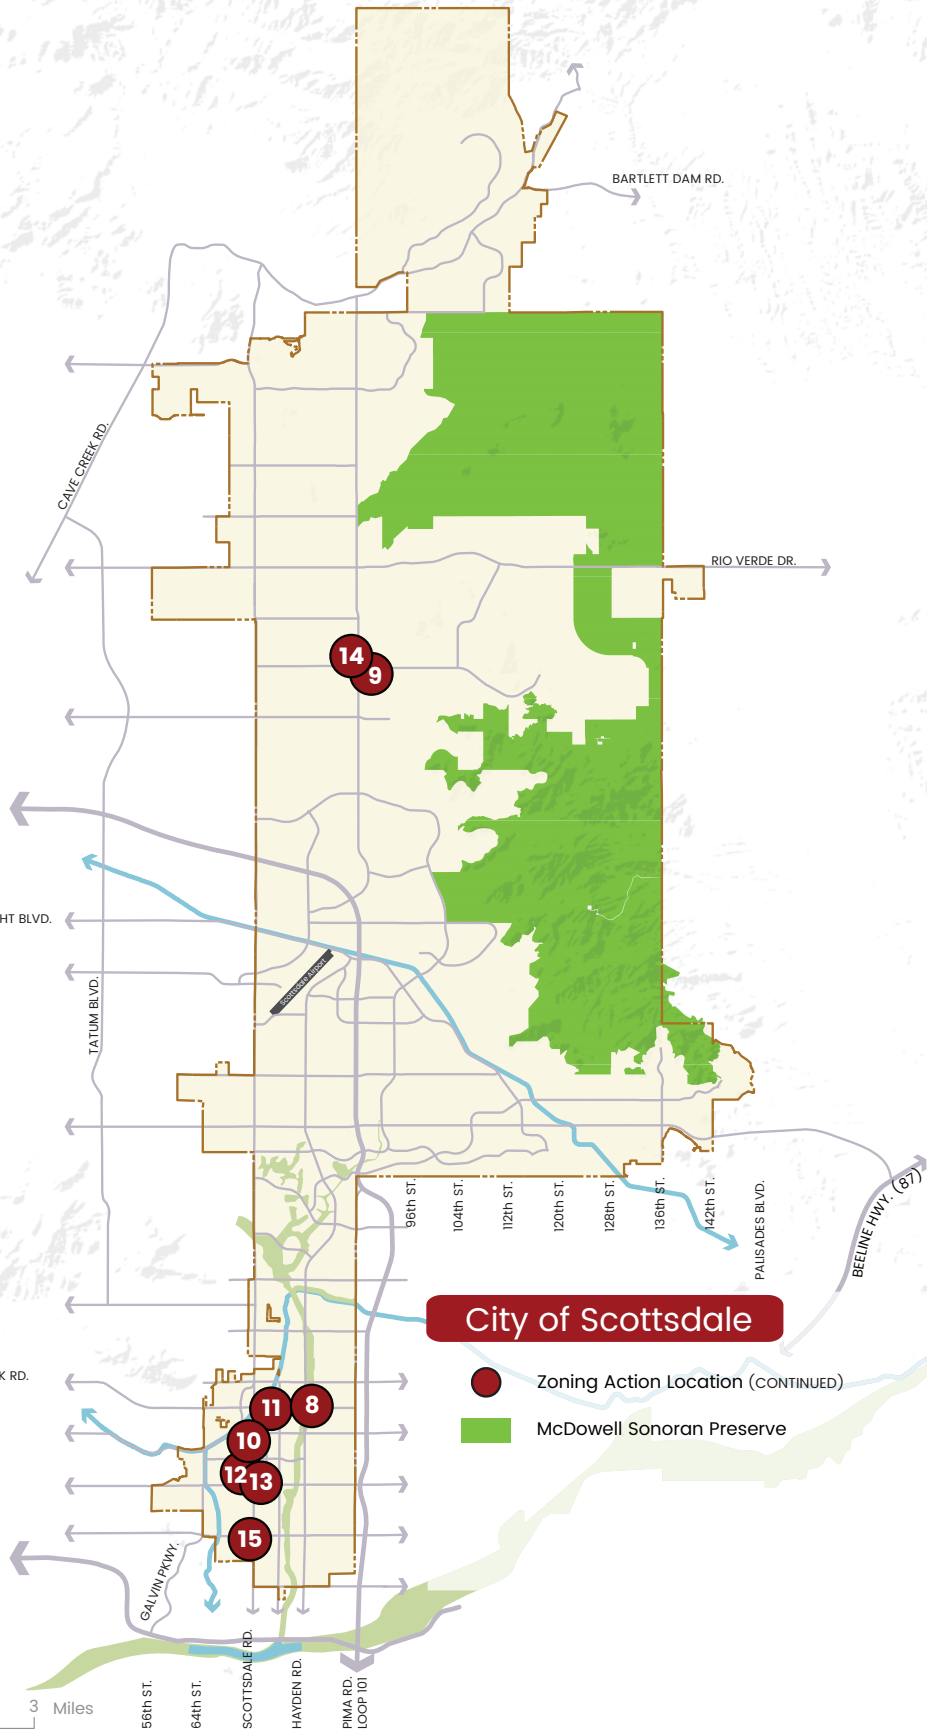 BARTLETT DAM RD.
CAVE CREEK RD.
RIO VERDE DR.
14
9
HT BLVD.
Scottsdale Airport
TATUM BLVD.
96th ST.
104th ST.
112th ST.
120th ST.
128th ST.
136th ST.
142th ST.
PALISADES BLVD.
BEELINE HWY. (87)
City of Scottsdale
K RD.
Zoning Action Location (CONTINUED)
McDowell Sonoran Preserve
11
8
10
12
13
15
GALVIN PKWY.
3 Miles
56th ST.
64th ST.
SCOTTSDALE RD.
HAYDEN RD.
PIMA RD.
LOOP 101